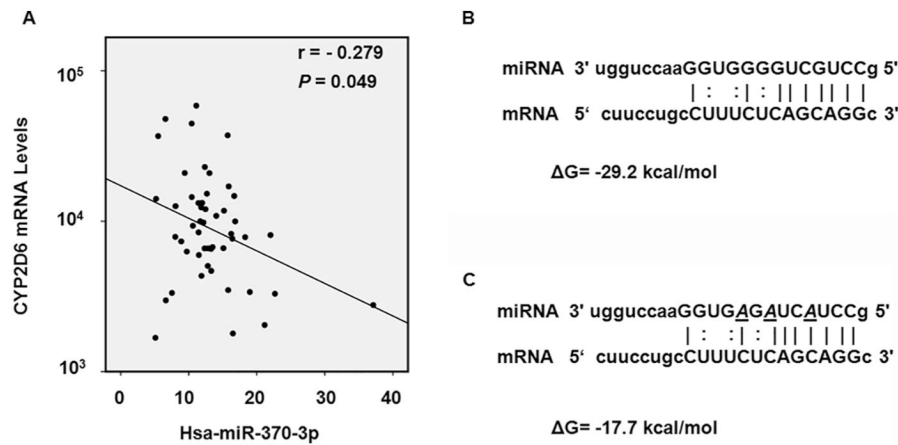 A
r = - 0.279
P = 0.049
CYP2D6 mRNA Levels
10⁵
10⁴
10³
0 10 20 30 40
Hsa-miR-370-3p
B
miRNA 3' ugguccaaGGUGGGGUCGUCCg 5'
| : : | : | | | | | | |
mRNA 5‘ cuuccugcCUUUCUCAGCAGGc 3'
ΔG= -29.2 kcal/mol
C
miRNA 3' ugguccaaGGUGAGAUCAUCCg 5'
| : : | : | | | | | | |
mRNA 5‘ cuuccugcCUUUCUCAGCAGGc 3'
ΔG= -17.7 kcal/mol